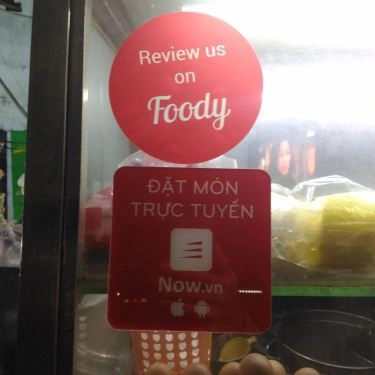 Review us
on
Foody
ĐẶT MÓN
TRỰC TUYẾN
Now.vn